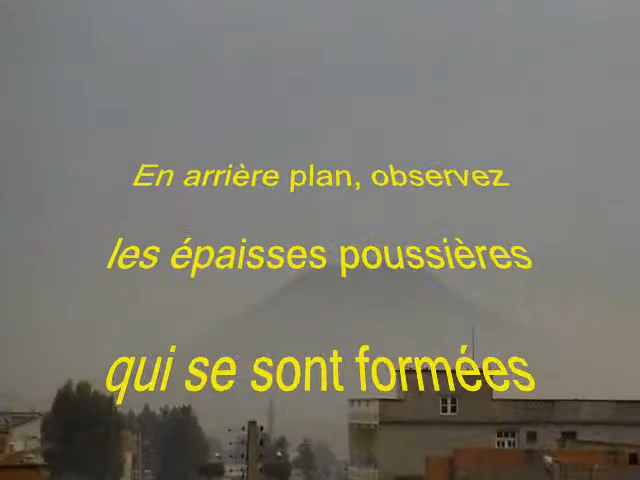 En arrière plan, observez
les épaisses poussières
qui se sont formées